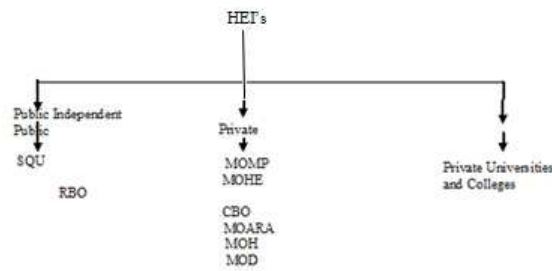 HEI's
Public Independent
Public
SQU
RBO
Private
MOMP
MOHE
CBO
MOARA
MOH
MOD
Private Universities
and Colleges